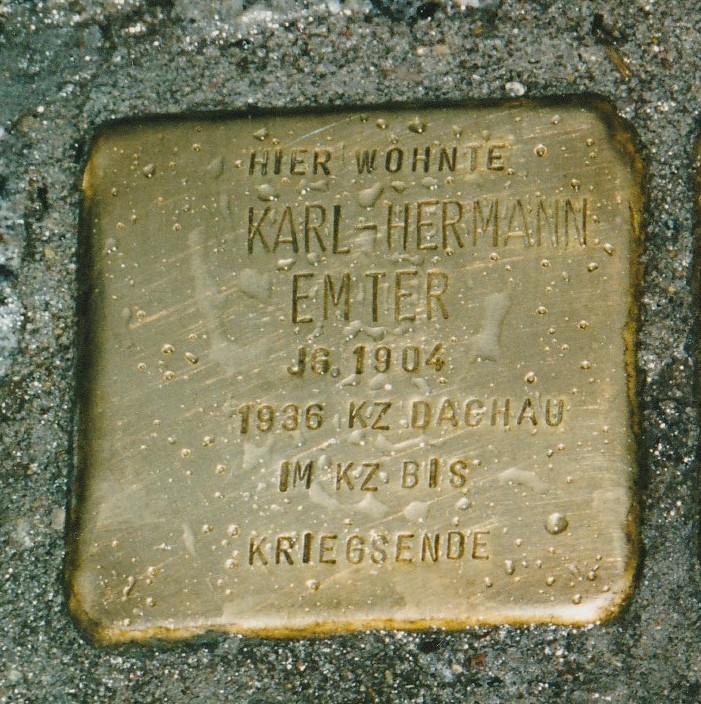 HIER WOHNTE
KARL-HERMANN
EMTER
JG. 1904
1936 KZ DACHAU
IM KZ BIS
KRIEGSENDE